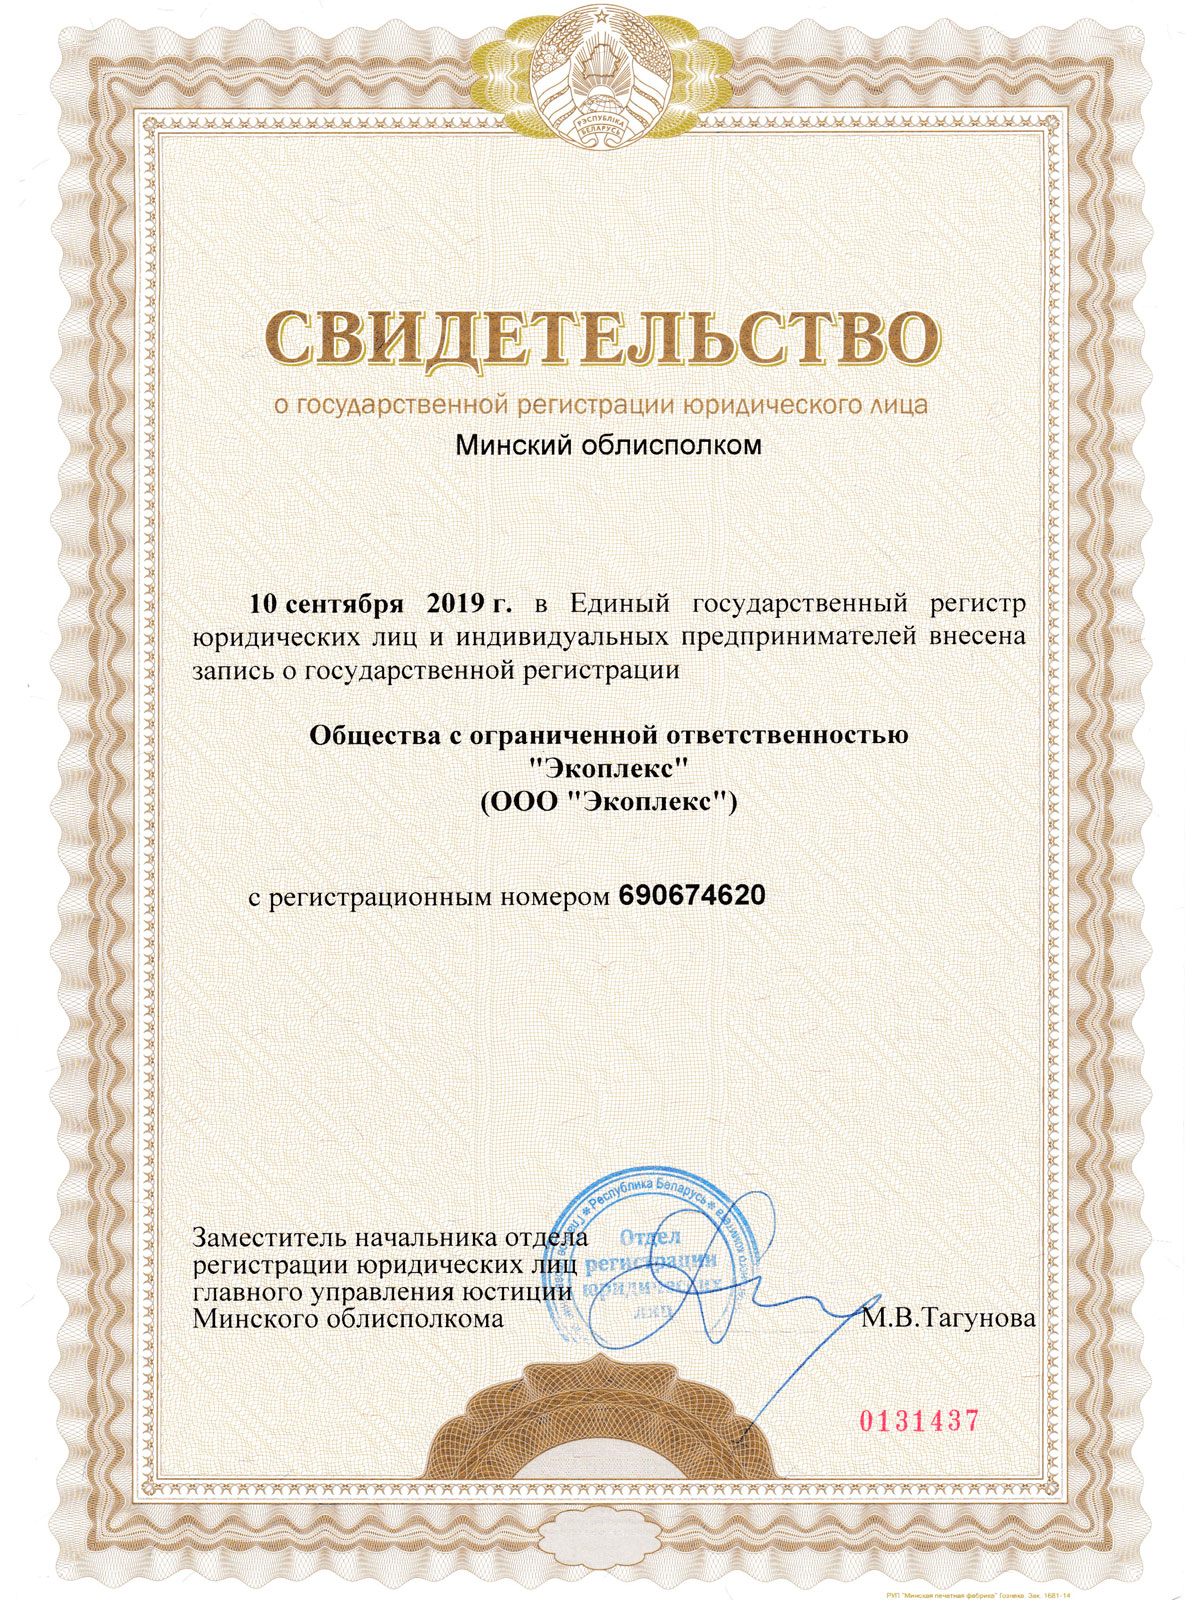 РЭСПУБЛІКА
БЕЛАРУСЬ
СВИДЕТЕЛЬСТВО
о государственной регистрации юридического лица
Минский облисполком
10 сентября 2019 г. в Единый государственный регистр
юридических лиц и индивидуальных предпринимателей внесена
запись о государственной регистрации
Общества с ограниченной ответственностью
"Экоплекс"
(ООО "Экоплекс")
с регистрационным номером 690674620
Республика Беларусь
Отдел
регистрации
юридических
лиц
Заместитель начальника отдела
регистрации юридических лиц
главного управления юстиции
Минского облисполкома
М.В.Тагунова
0131437
РУП "Минская печатная фабрика" Гознака. Зак. 1681-14